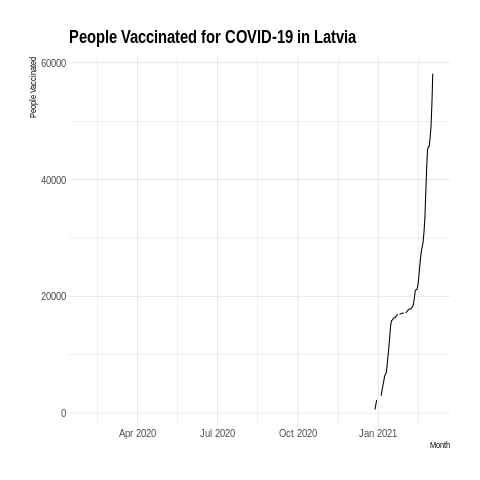 People Vaccinated for COVID-19 in Latvia
People Vaccinated
60000
40000
20000
0
Apr 2020 Jul 2020 Oct 2020 Jan 2021
Month